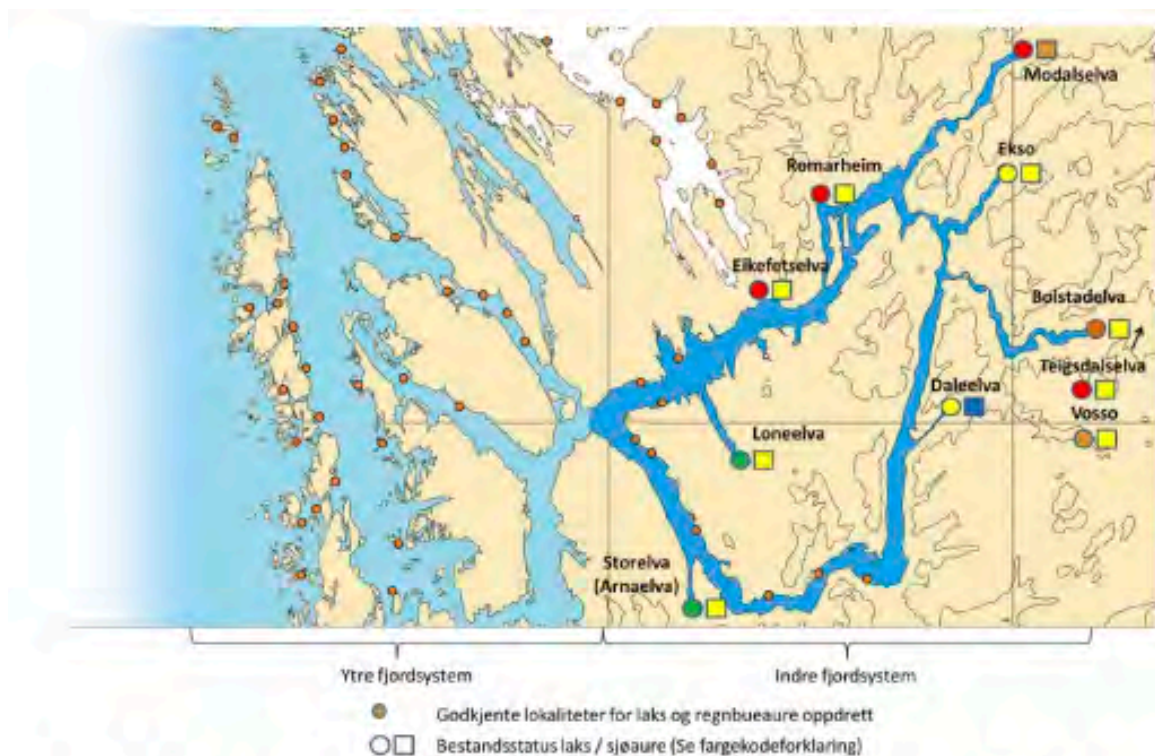 Modalselva
Ekso
Romarheim
Eikefetselva
Bolstadelva
Teigsdalselva
Daleelva
Vosso
Loneelva
Storelva
(Arnaelva)
Ytre fjordsystem
Indre fjordsystem
Godkjente lokaliteter for laks og regnbueaure oppdrett
Bestandsstatus laks / sjøaure (Se fargekodeforklaring)